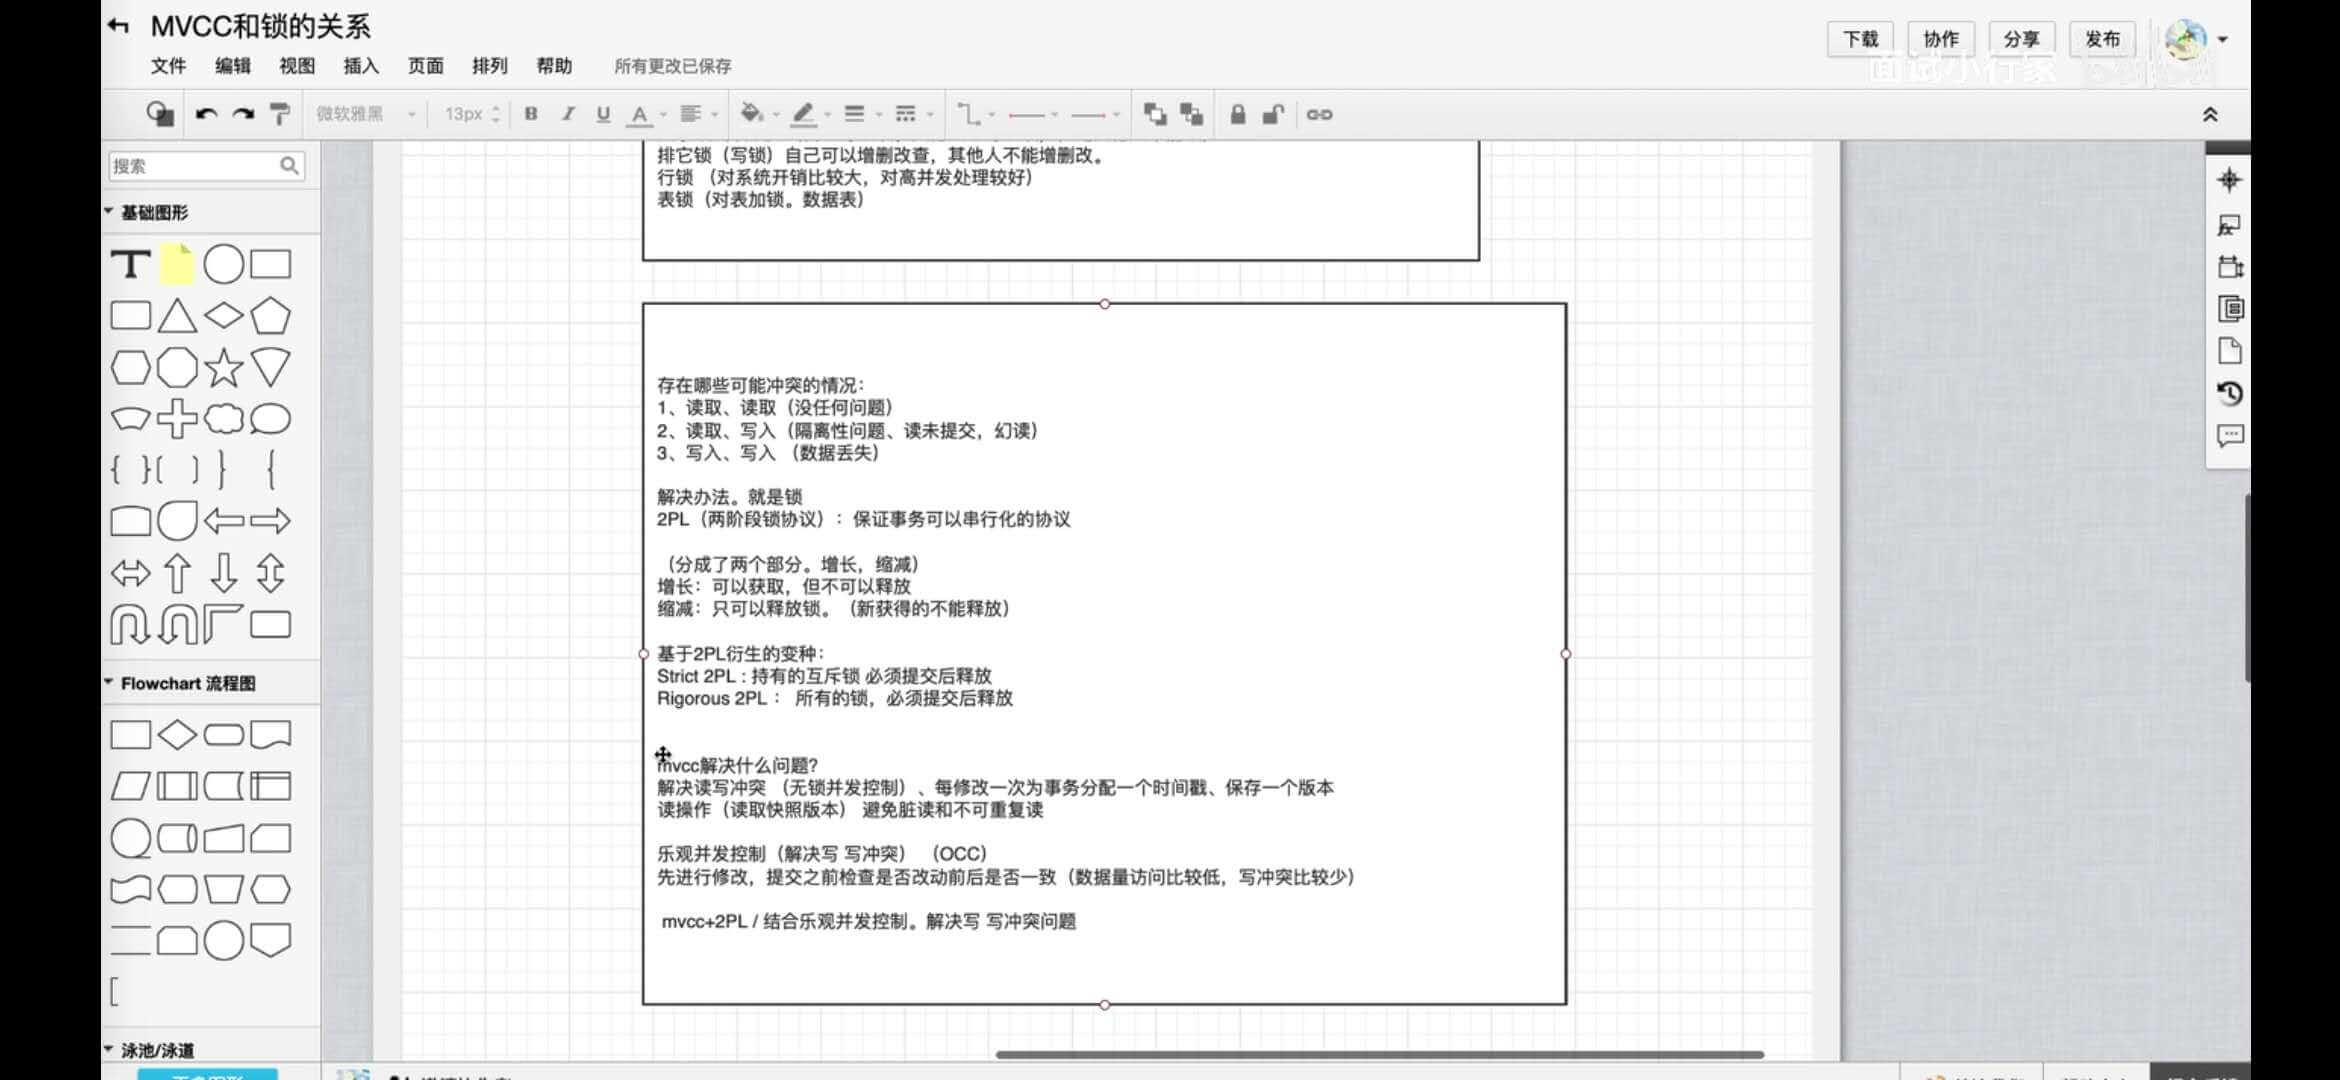 MVCC和锁的关系
下载 协作 分享 发布
面试小行家
文件 编辑 视图 插入 页面 排列 帮助 所有更改已保存
微软雅黑 13px B I U A
搜索
基础图形
Flowchart 流程图
泳池/泳道
排它锁（写锁）自己可以增删改查，其他人不能增删改。
行锁 （对系统开销比较大，对高并发处理较好）
表锁（对表加锁。数据表）
存在哪些可能冲突的情况：
1、读取、读取（没任何问题）
2、读取、写入（隔离性问题、读未提交，幻读）
3、写入、写入 （数据丢失）
解决办法。就是锁
2PL（两阶段锁协议）： 保证事务可以串行化的协议
（分成了两个部分。增长，缩减）
增长：可以获取，但不可以释放
缩减：只可以释放锁。（新获得的不能释放）
基于2PL衍生的变种：
Strict 2PL : 持有的互斥锁 必须提交后释放
Rigorous 2PL： 所有的锁，必须提交后释放
mvcc解决什么问题?
解决读写冲突 （无锁并发控制）、每修改一次为事务分配一个时间戳、保存一个版本
读操作（读取快照版本） 避免脏读和不可重复读
乐观并发控制（解决写 写冲突） （OCC）
先进行修改，提交之前检查是否改动前后是否一致（数据量访问比较低，写冲突比较少）
mvcc+2PL / 结合乐观并发控制。解决写 写冲突问题